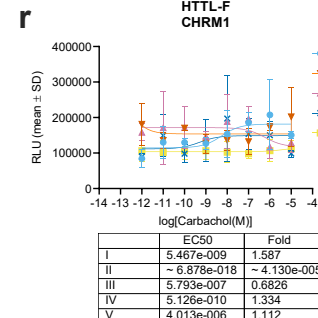 r
HTTL-F
CHRM1
RLU (mean ± SD)
400000
300000
200000
100000
0
-14 -13 -12 -11 -10 -9 -8 -7 -6 -5 -4
log[Carbachol(M)]
EC50 Fold
I 5.467e-009 1.587
II ~ 6.878e-018 ~ 4.130e-005
III 5.793e-007 0.6826
IV 5.126e-010 1.334
V 4.013e-006 1.112